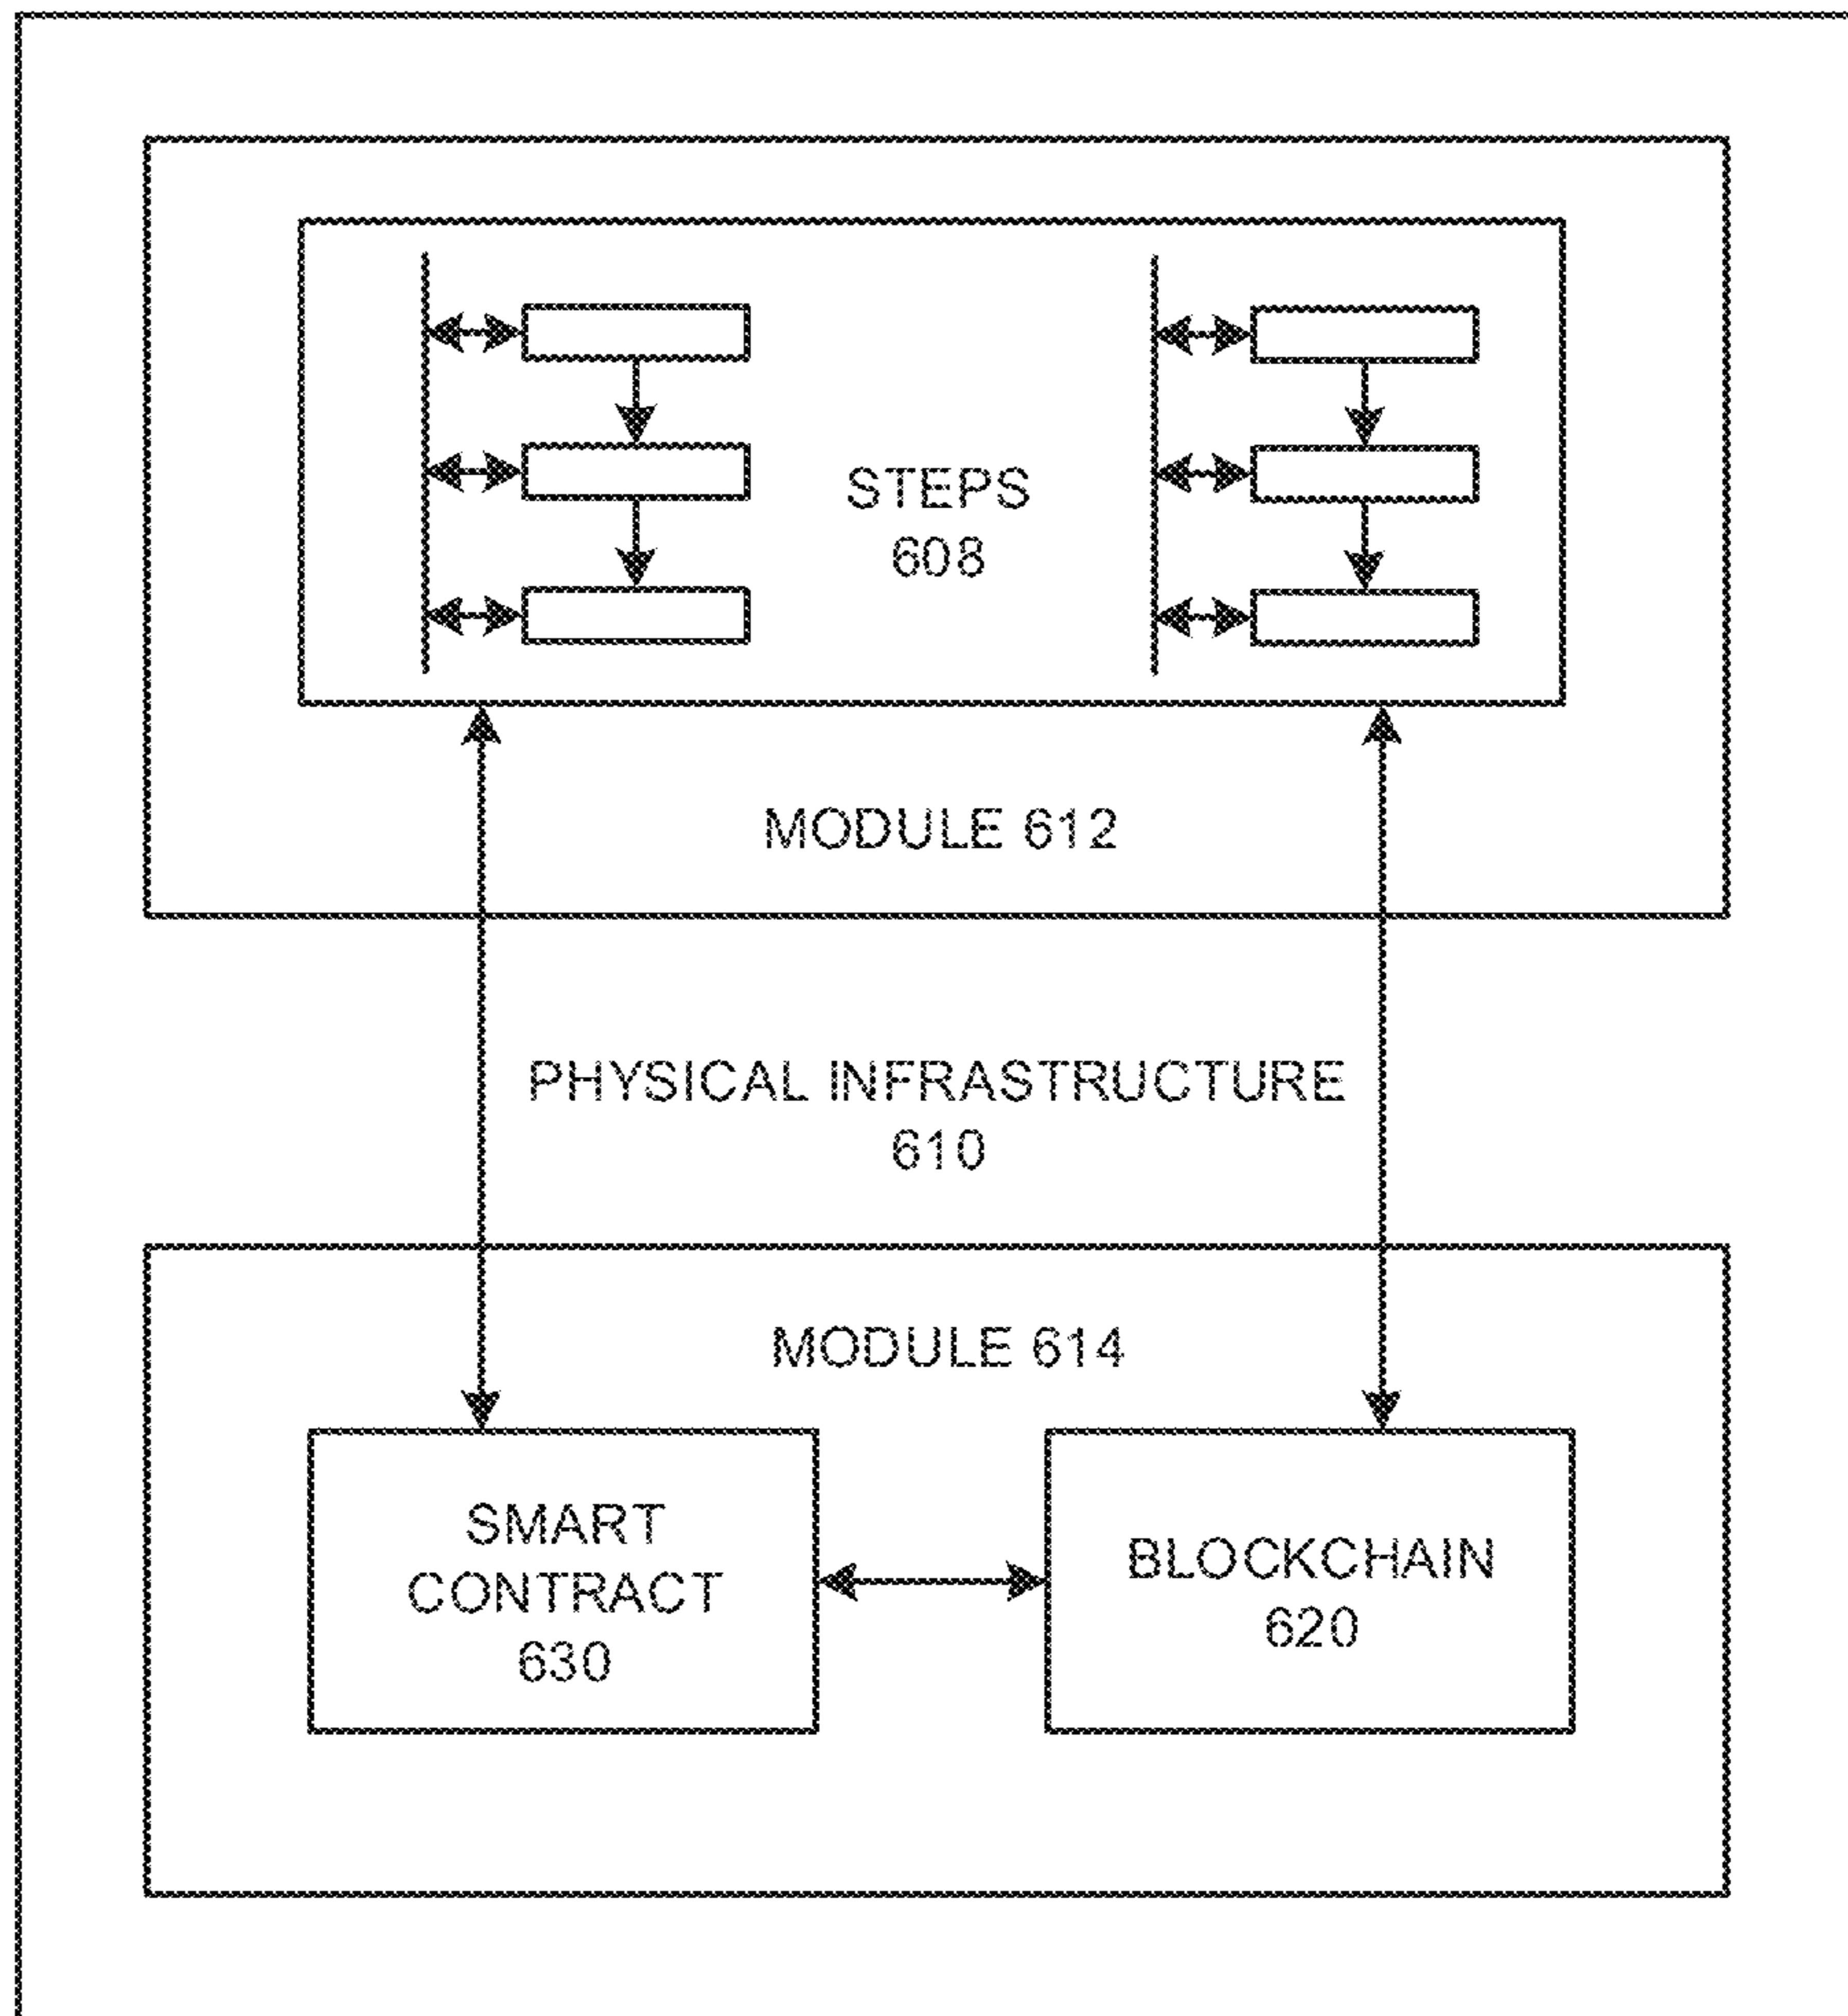 STEPS
608
MODULE 612
PHYSICAL INFRASTRUCTURE
610
MODULE 614
SMART
CONTRACT
630
BLOCKCHAIN
620